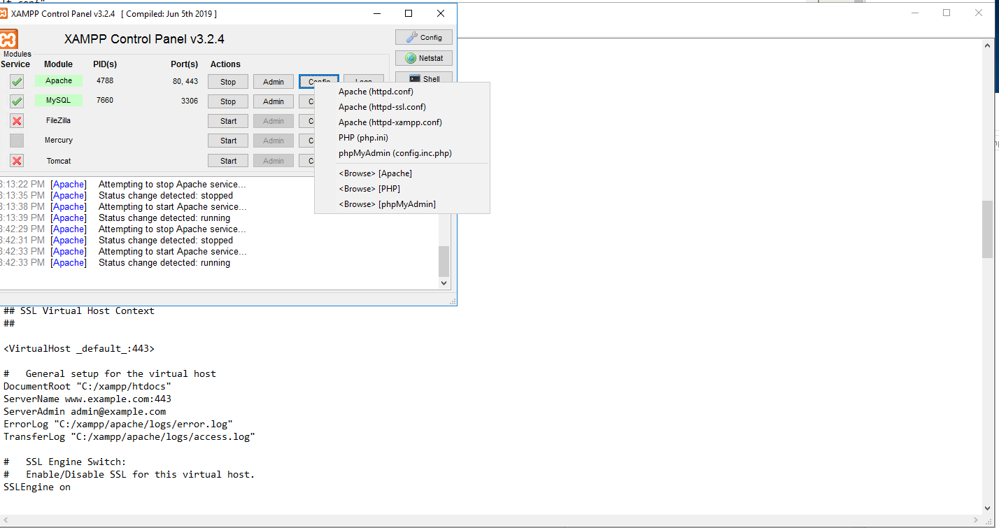 XAMPP Control Panel v3.2.4 [ Compiled: Jun 5th 2019 ]
XAMPP Control Panel v3.2.4
Config
Modules
Service Module PID(s) Port(s) Actions
Netstat
Apache 4788 80, 443 Stop Admin Config Logs
Shell
MySQL 7660 3306 Stop Admin
FileZilla Start Admin
Mercury Start Admin
Tomcat Start Admin
Apache (httpd.conf)
Apache (httpd-ssl.conf)
Apache (httpd-xampp.conf)
PHP (php.ini)
phpMyAdmin (config.inc.php)
<Browse> [Apache]
<Browse> [PHP]
<Browse> [phpMyAdmin]
:13:22 PM [Apache] Attempting to stop Apache service...
:13:35 PM [Apache] Status change detected: stopped
:13:38 PM [Apache] Attempting to start Apache service...
:13:39 PM [Apache] Status change detected: running
:42:29 PM [Apache] Attempting to stop Apache service...
:42:31 PM [Apache] Status change detected: stopped
:42:33 PM [Apache] Attempting to start Apache service...
:42:33 PM [Apache] Status change detected: running
## SSL Virtual Host Context
##
<VirtualHost _default_:443>
# General setup for the virtual host
DocumentRoot "C:/xampp/htdocs"
ServerName www.example.com:443
ServerAdmin admin@example.com
ErrorLog "C:/xampp/apache/logs/error.log"
TransferLog "C:/xampp/apache/logs/access.log"
# SSL Engine Switch:
# Enable/Disable SSL for this virtual host.
SSLEngine on